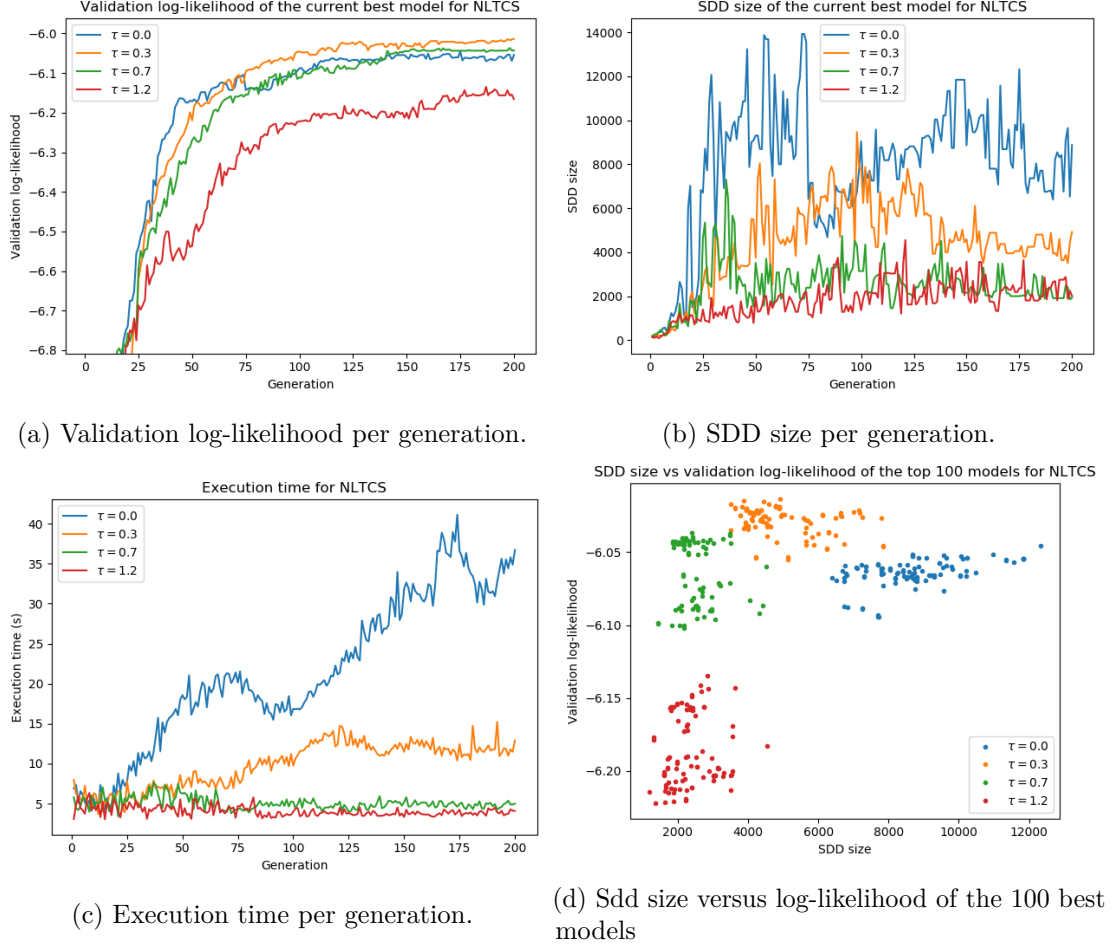 Validation log-likelihood of the current best model for NLTCS
τ = 0.0
τ = 0.3
τ = 0.7
τ = 1.2
Validation log-likelihood
−6.0
−6.1
−6.2
−6.3
−6.4
−6.5
−6.6
−6.7
−6.8
0 25 50 75 100 125 150 175 200
Generation
(a) Validation log-likelihood per generation.
SDD size of the current best model for NLTCS
τ = 0.0
τ = 0.3
τ = 0.7
τ = 1.2
SDD size
14000
12000
10000
8000
6000
4000
2000
0
0 25 50 75 100 125 150 175 200
Generation
(b) SDD size per generation.
Execution time for NLTCS
τ = 0.0
τ = 0.3
τ = 0.7
τ = 1.2
Execution time (s)
40
35
30
25
20
15
10
5
0 25 50 75 100 125 150 175 200
Generation
(c) Execution time per generation.
SDD size vs validation log-likelihood of the top 100 models for NLTCS
Validation log-likelihood
−6.05
−6.10
−6.15
−6.20
τ = 0.0
τ = 0.3
τ = 0.7
τ = 1.2
2000 4000 6000 8000 10000 12000
SDD size
(d) Sdd size versus log-likelihood of the 100 best
models